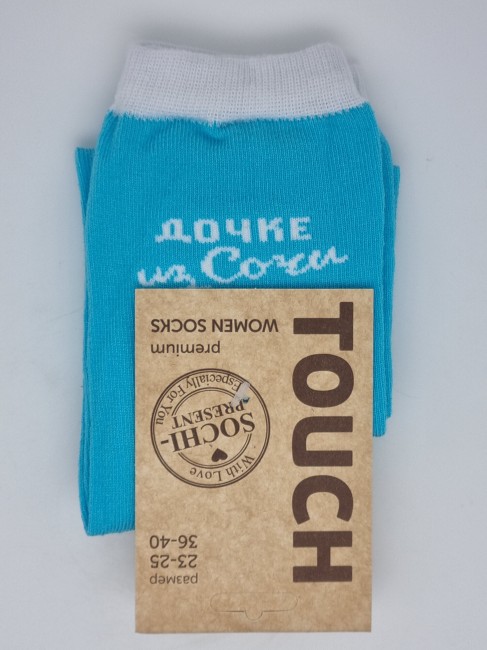 дочке
из Сочи
TOUCH
размер
23-25
36-40
With Love
SOCHI-
PRESENT
Especially For You
premium
WOMEN SOCKS